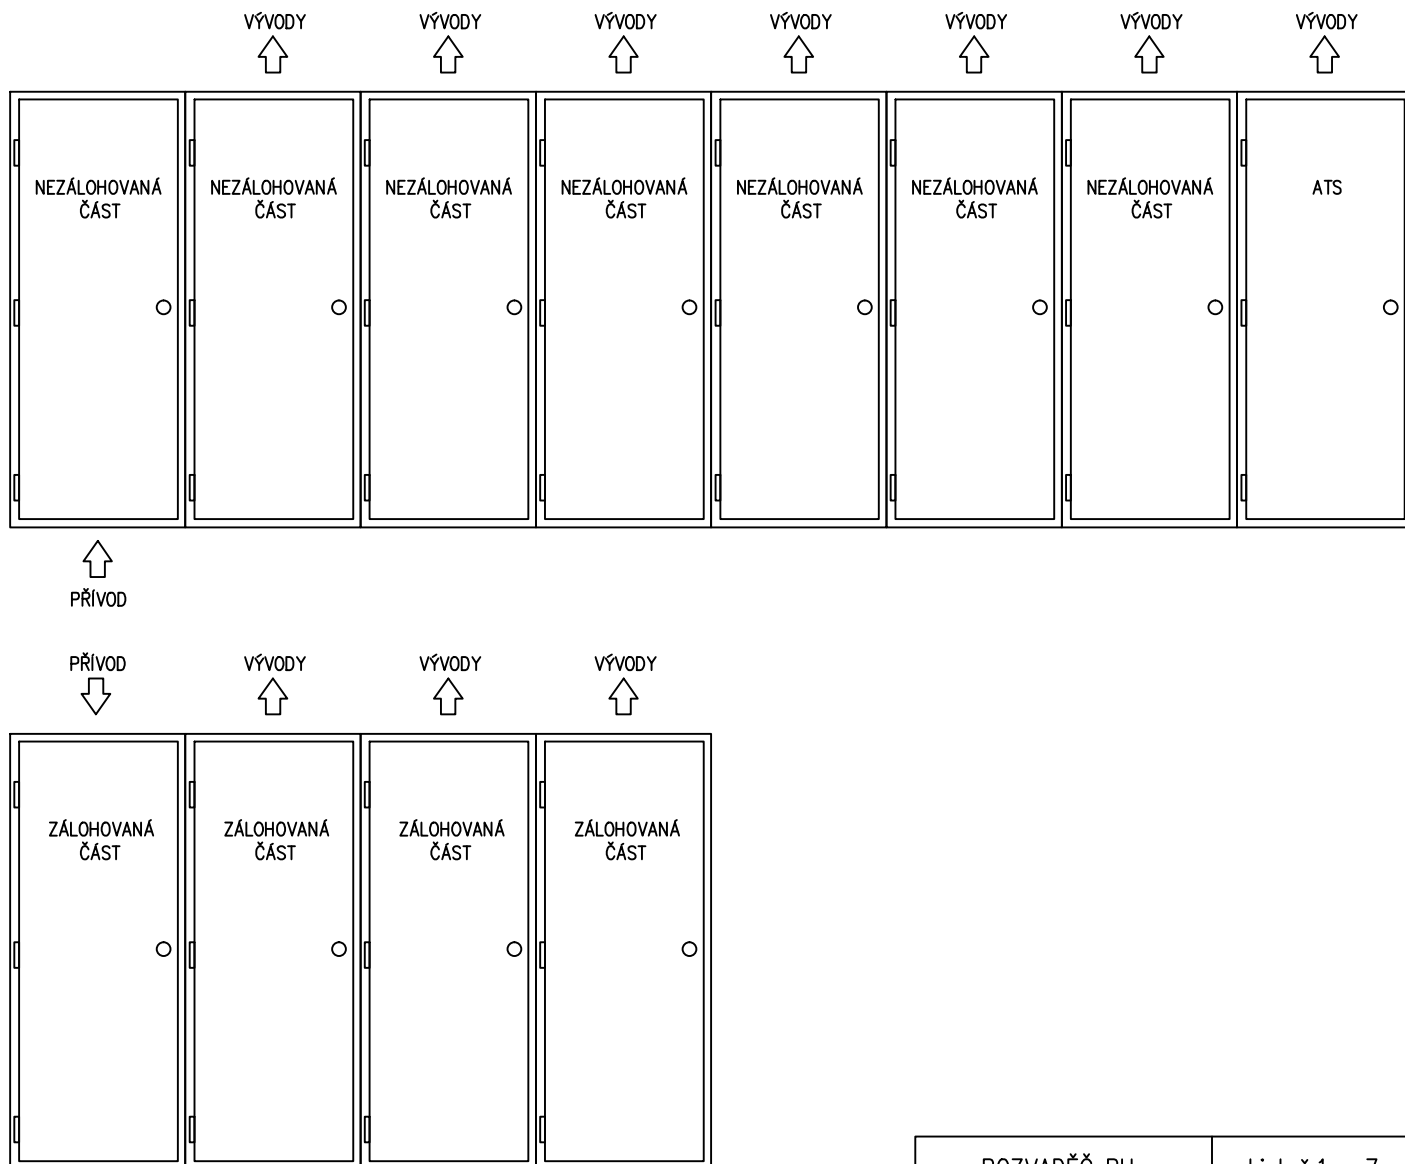 VÝVODY VÝVODY VÝVODY VÝVODY VÝVODY VÝVODY VÝVODY
NEZÁLOHOVANÁ NEZÁLOHOVANÁ NEZÁLOHOVANÁ NEZÁLOHOVANÁ NEZÁLOHOVANÁ NEZÁLOHOVANÁ NEZÁLOHOVANÁ ATS
ČÁST ČÁST ČÁST ČÁST ČÁST ČÁST ČÁST
PŘÍVOD
PŘÍVOD VÝVODY VÝVODY VÝVODY
ZÁLOHOVANÁ ZÁLOHOVANÁ ZÁLOHOVANÁ ZÁLOHOVANÁ
ČÁST ČÁST ČÁST ČÁST